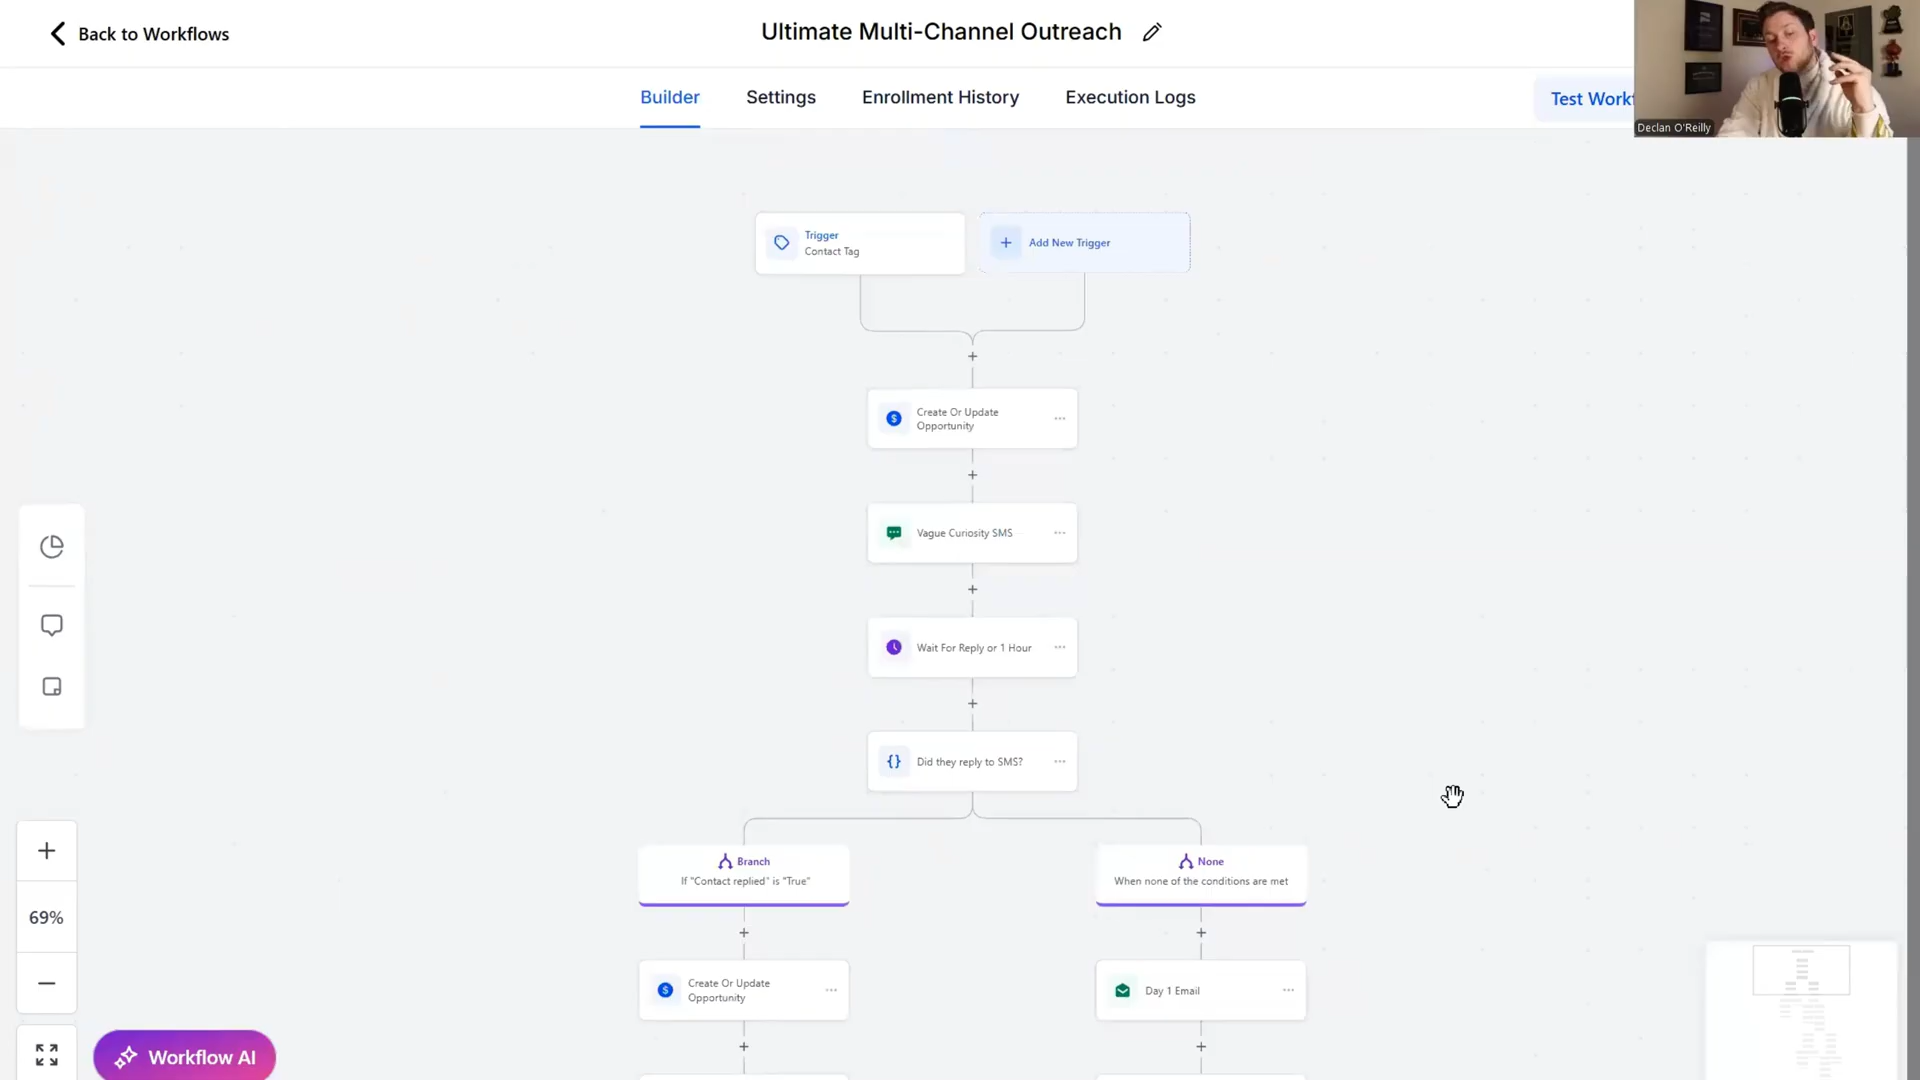 Back to Workflows
Ultimate Multi-Channel Outreach
Builder
Settings
Enrollment History
Execution Logs
Test Workf
Declan O'Reilly
Trigger
Contact Tag
Add New Trigger
Create Or Update
Opportunity
Vague Curiosity SMS
Wait For Reply or 1 Hour
Did they reply to SMS?
Branch
If "Contact replied" is "True"
None
When none of the conditions are met
Create Or Update
Opportunity
Day 1 Email
69%
Workflow AI